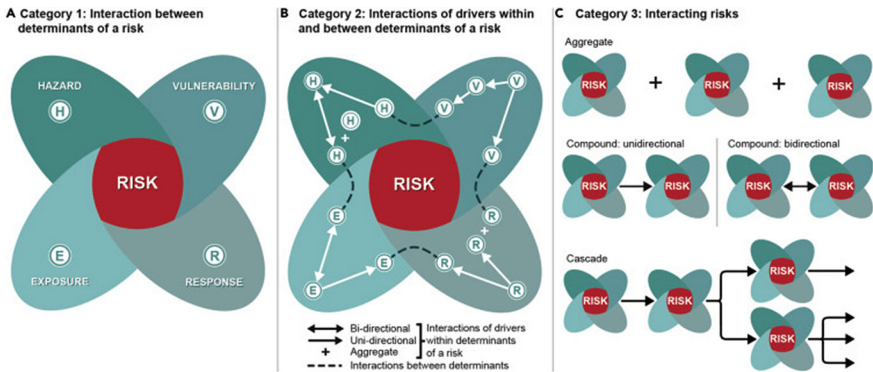 A Category 1: Interaction between
determinants of a risk
HAZARD
H
VULNERABILITY
V
RISK
E
EXPOSURE
R
RESPONSE
B Category 2: Interactions of drivers within
and between determinants of a risk
H
H
H
+
H
V
V
V
V
RISK
E
E
E
R
+
R
R
R
Bi-directional
Uni-directional
+ Aggregate
Interactions of drivers
within determinants
of a risk
Interactions between determinants
C Category 3: Interacting risks
Aggregate
RISK + RISK + RISK
Compound: unidirectional
RISK RISK
Compound: bidirectional
RISK RISK
Cascade
RISK RISK
RISK
RISK